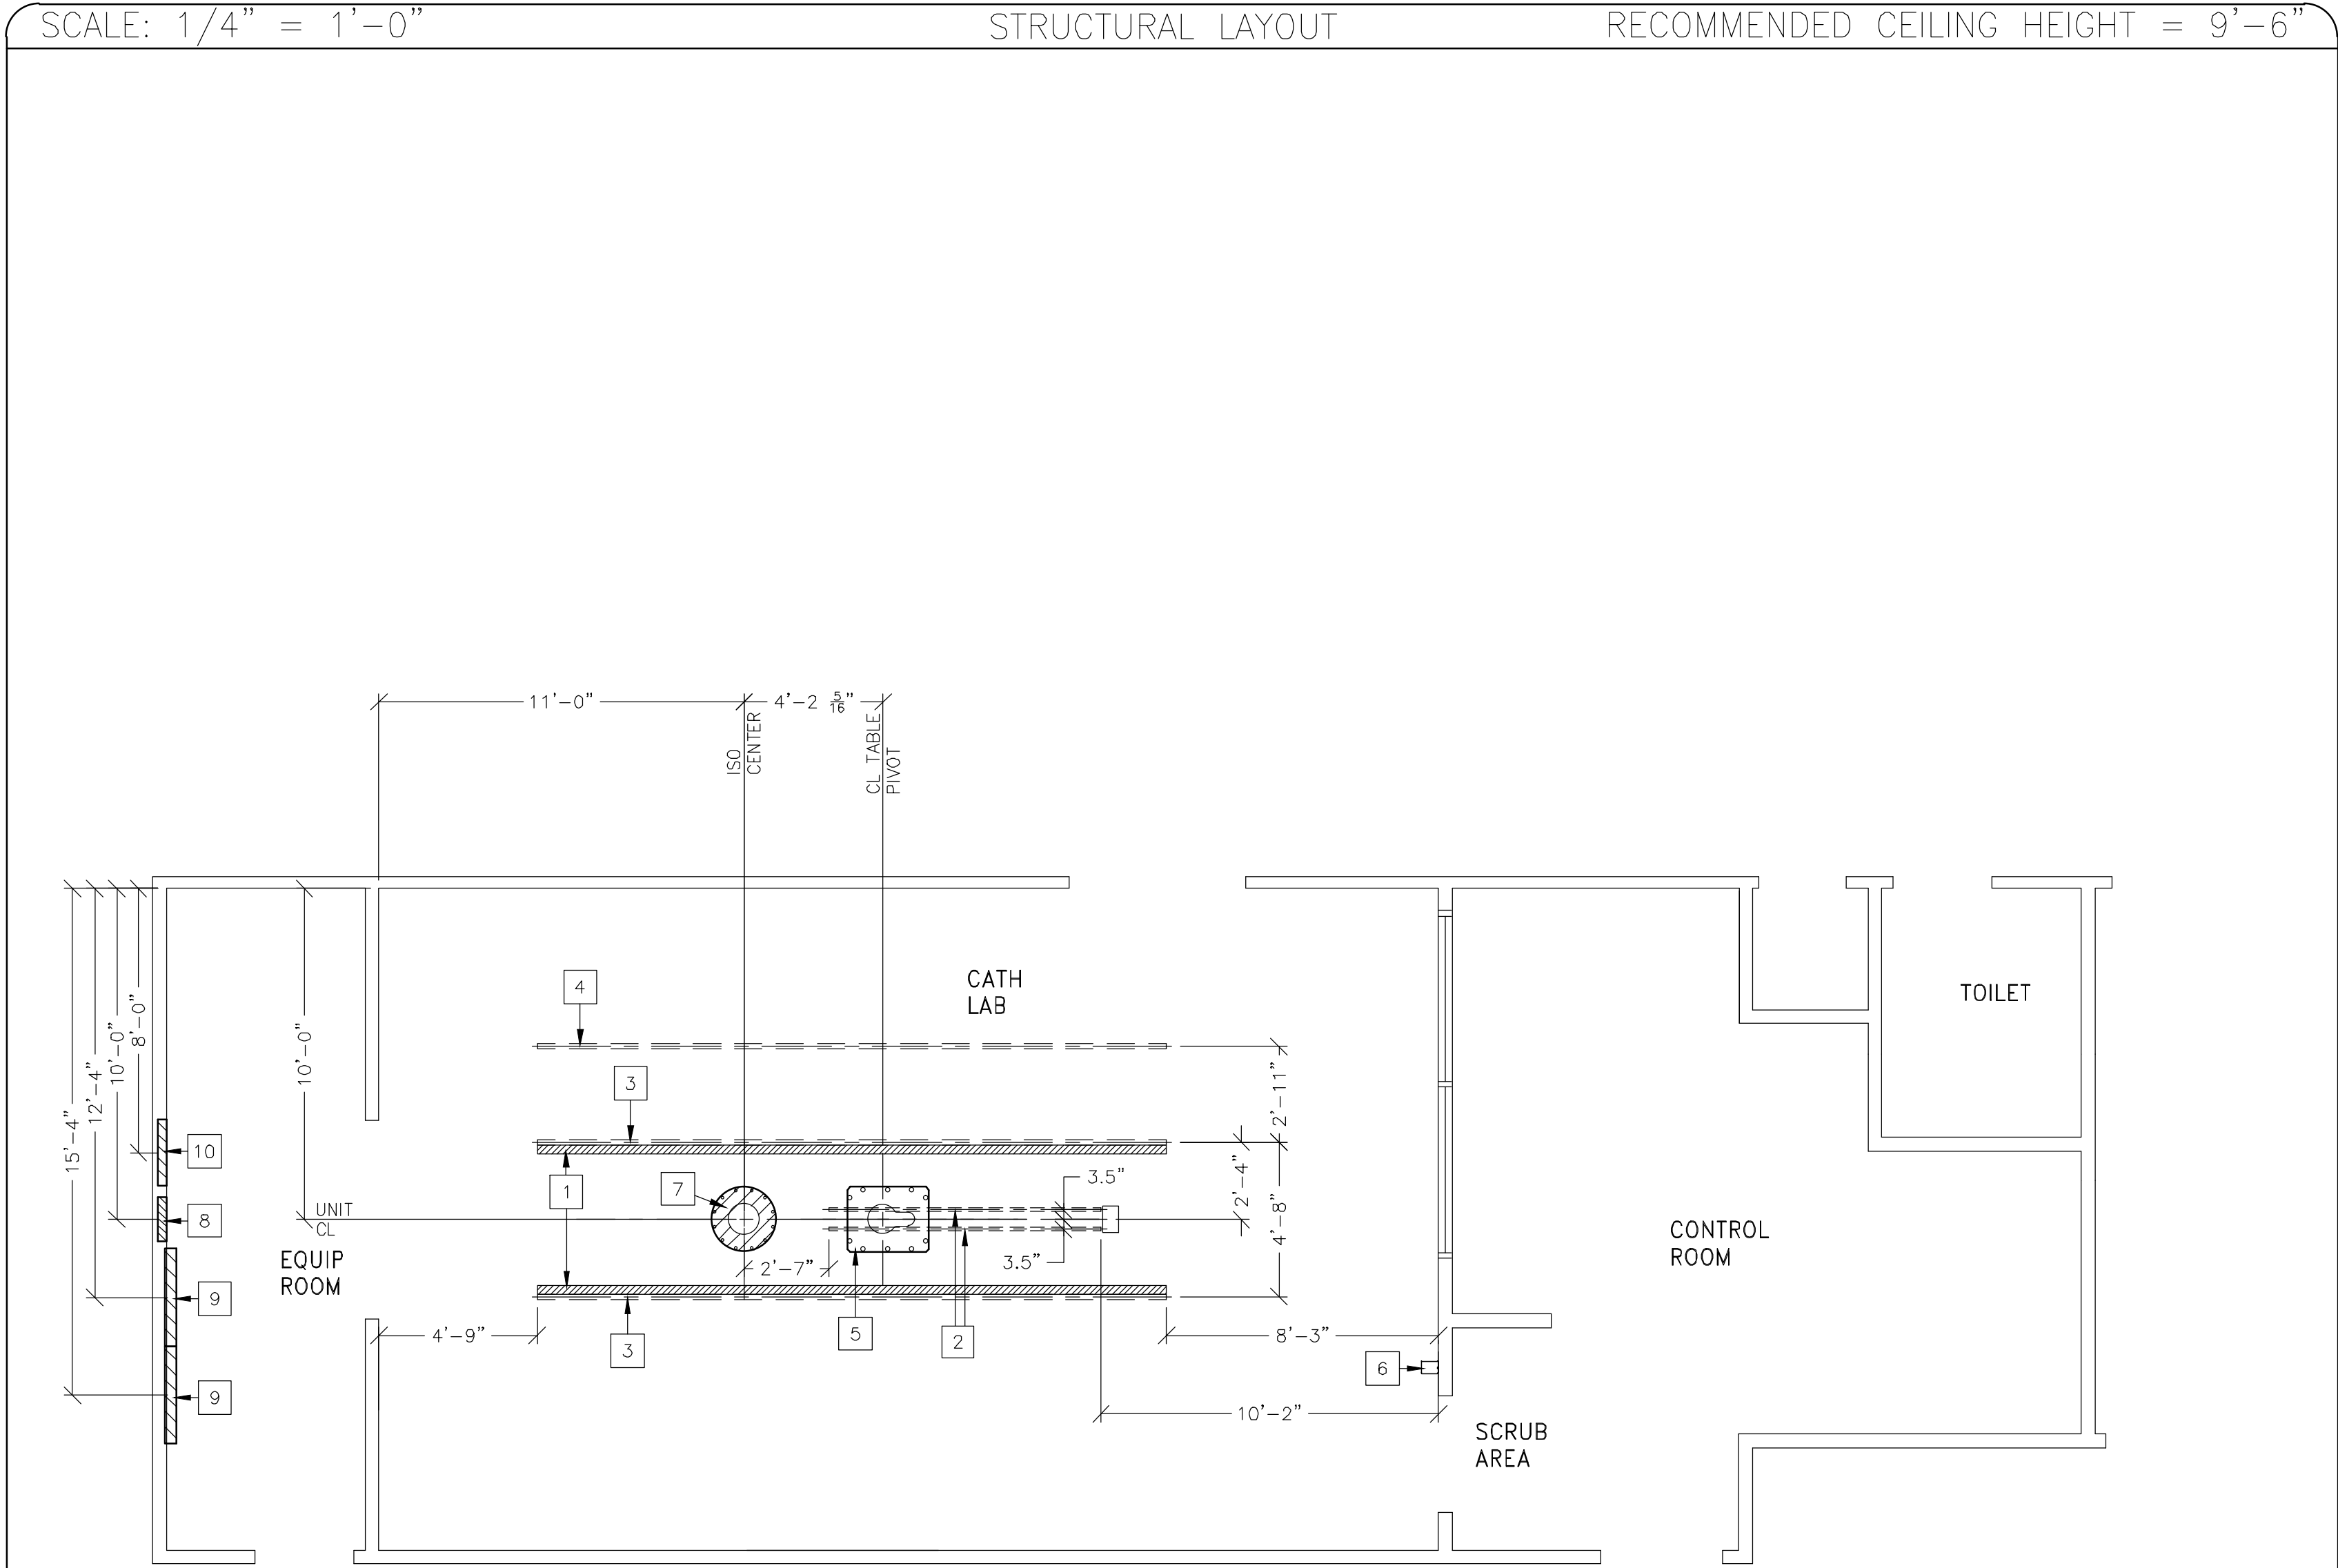 SCALE: 1/4" = 1'-0"
STRUCTURAL LAYOUT
RECOMMENDED CEILING HEIGHT = 9'-6"
11'-0"
4'-2 5/16"
ISO
CENTER
CL TABLE
PIVOT
CATH
LAB
TOILET
4
3
15'-4"
12'-4"
10'-0"
8'-0"
10'-0"
2'-11"
10
1
7
3.5"
2'-4"
4'-8"
8
UNIT
CL
EQUIP
ROOM
2'-7"
3.5"
CONTROL
ROOM
9
4'-9"
3
5
2
8'-3"
6
9
10'-2"
SCRUB
AREA